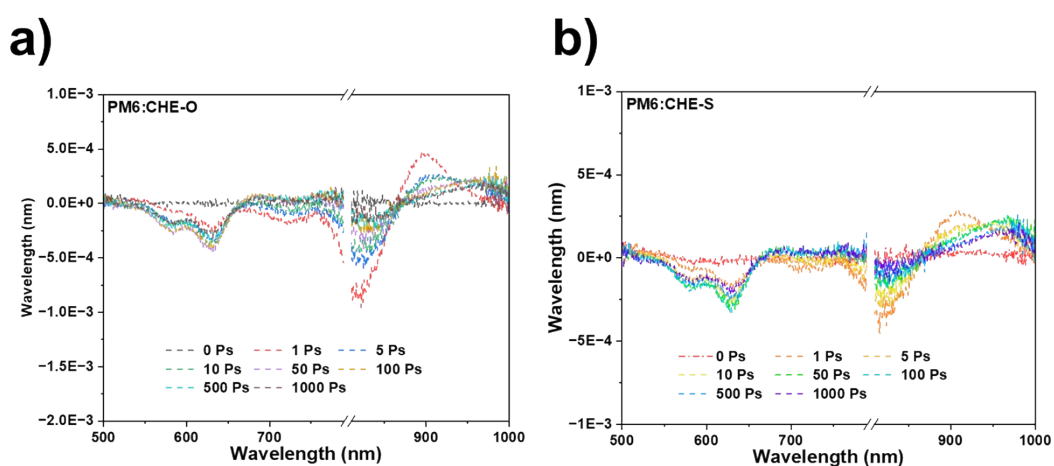 a)
PM6:CHE-O
1.0E−3
5.0E−4
0.0E+0
−5.0E−4
−1.0E−3
−1.5E−3
−2.0E−3
Wavelength (nm)
0 Ps 1 Ps 5 Ps
10 Ps 50 Ps 100 Ps
500 Ps 1000 Ps
500 600 700 900 1000
Wavelength (nm)
b)
PM6:CHE-S
1E−3
5E−4
0E+0
−5E−4
−1E−3
Wavelength (nm)
0 Ps 1 Ps 5 Ps
10 Ps 50 Ps 100 Ps
500 Ps 1000 Ps
500 600 700 900 1000
Wavelength (nm)